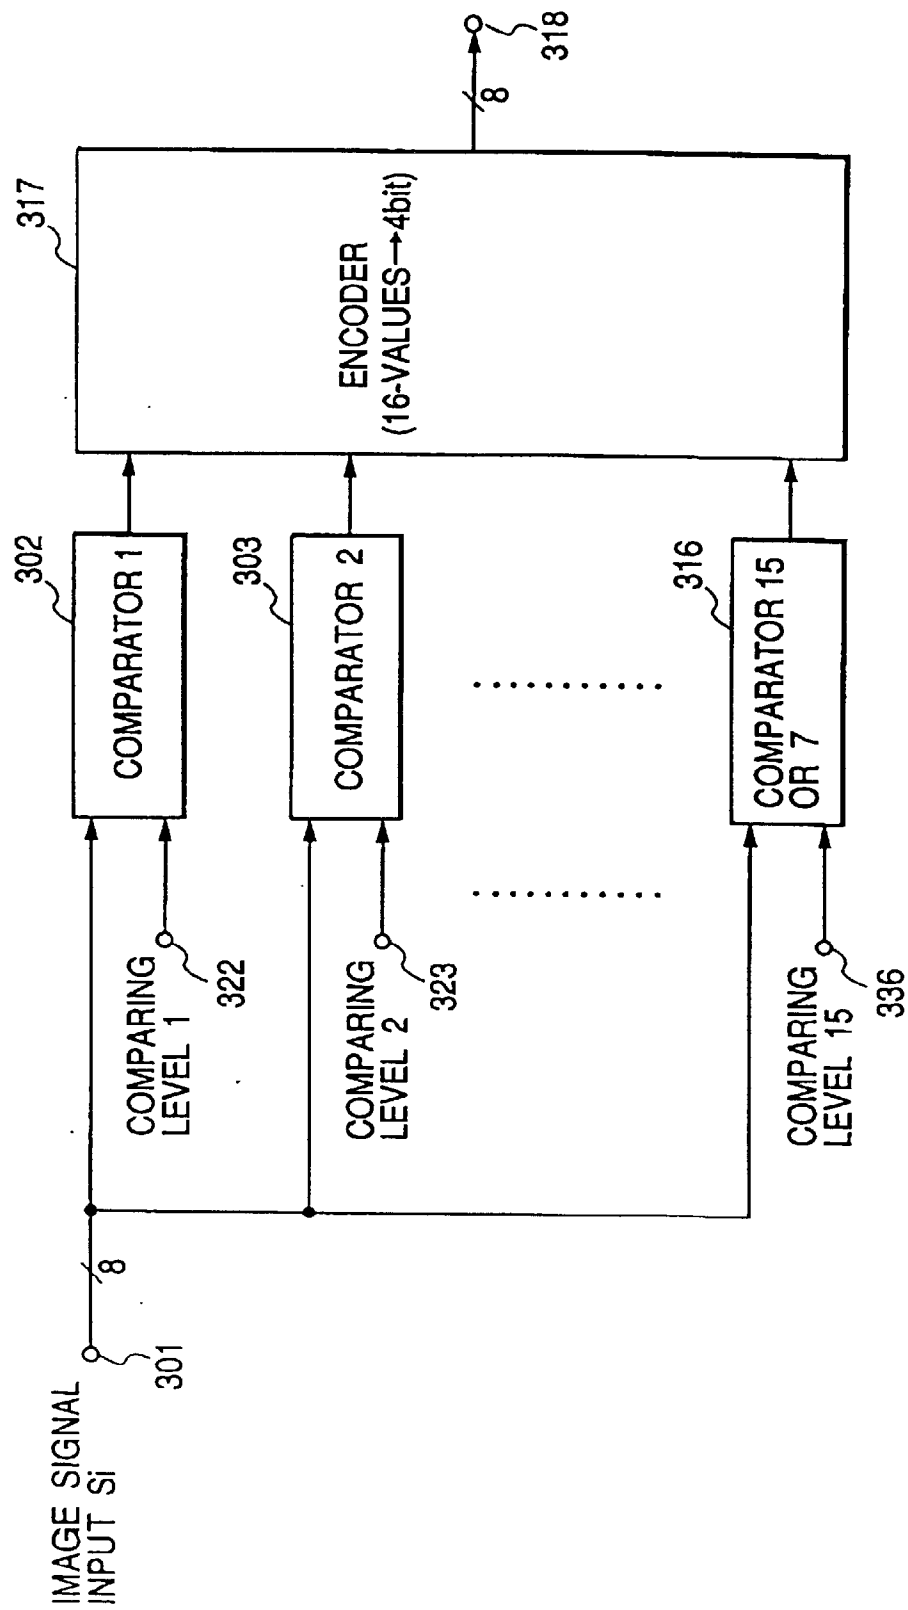 IMAGE SIGNAL
INPUT Si
301
8
COMPARING
LEVEL 1
322
302
COMPARATOR 1
COMPARING
LEVEL 2
323
303
COMPARATOR 2
COMPARING
LEVEL 15
336
316
COMPARATOR 15
OR 7
317
ENCODER
(16-VALUES→4bit)
8
318